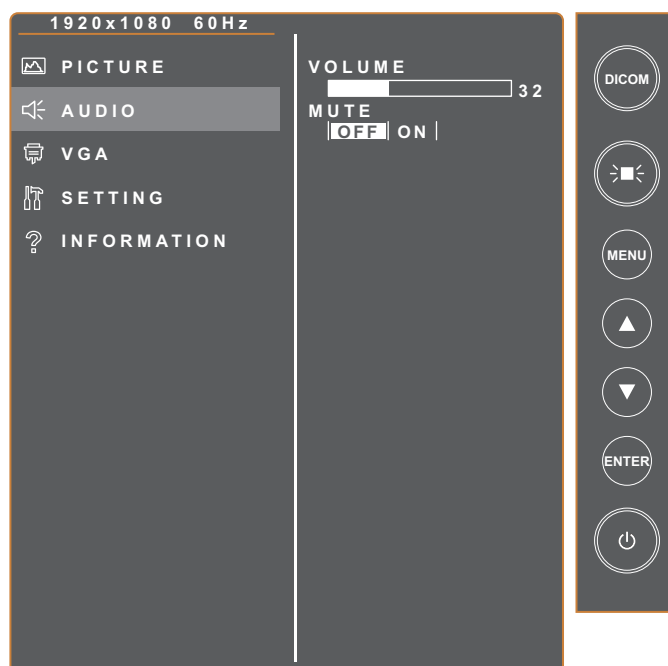 1920x1080 60Hz
PICTURE
AUDIO
VGA
SETTING
INFORMATION
VOLUME
32
MUTE
OFF ON
DICOM
MENU
ENTER